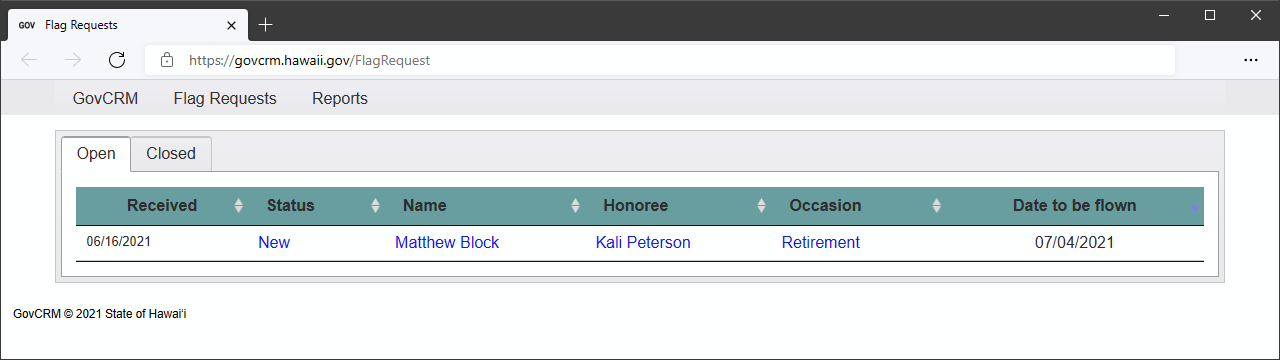 GOV Flag Requests
https://govcrm.hawaii.gov/FlagRequest
GovCRM Flag Requests Reports
Open Closed
Received Status Name Honoree Occasion Date to be flown
06/16/2021 New Matthew Block Kali Peterson Retirement 07/04/2021
GovCRM © 2021 State of Hawaiʻi